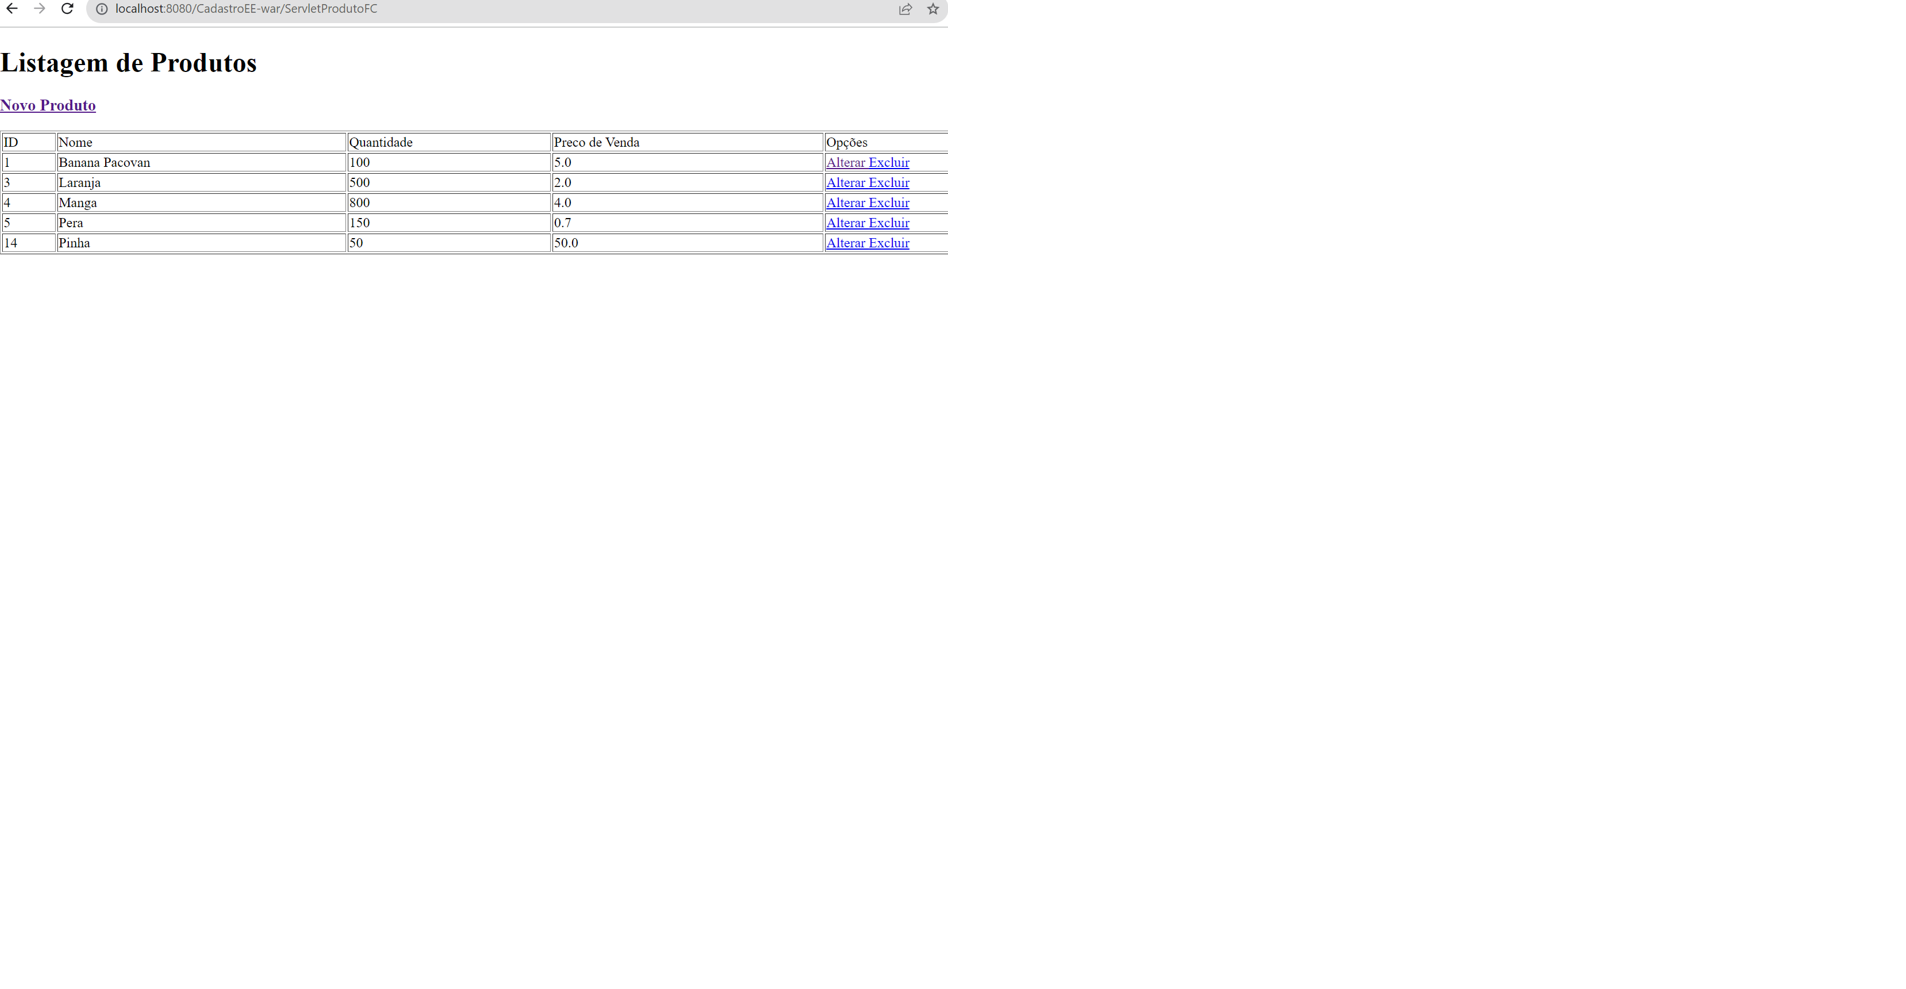 localhost:8080/CadastroEE-war/ServletProdutoFC
Listagem de Produtos
Novo Produto
ID Nome Quantidade Preco de Venda Opções
1 Banana Pacovan 100 5.0 Alterar Excluir
3 Laranja 500 2.0 Alterar Excluir
4 Manga 800 4.0 Alterar Excluir
5 Pera 150 0.7 Alterar Excluir
14 Pinha 50 50.0 Alterar Excluir